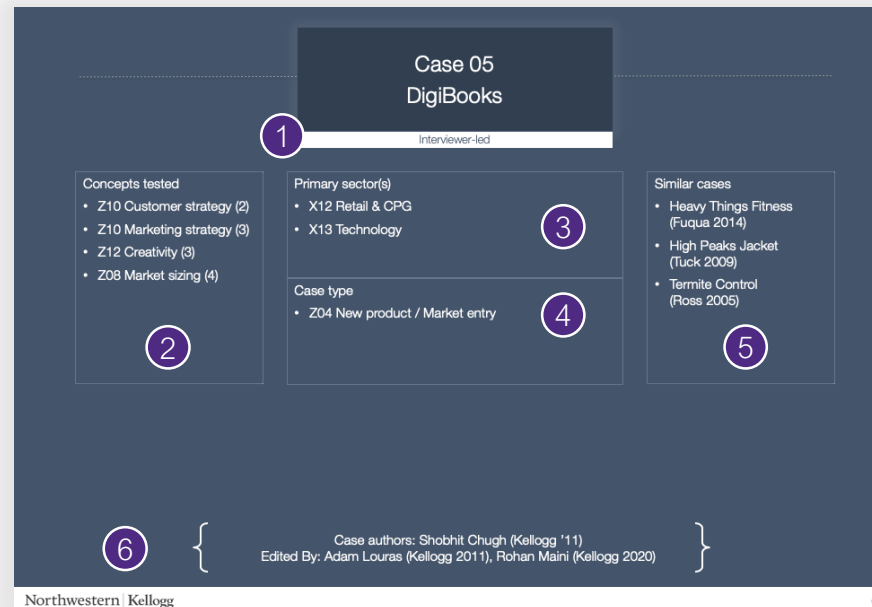 Case 05
DigiBooks
1
Interviewer-led
Concepts tested
• Z10 Customer strategy (2)
• Z10 Marketing strategy (3)
• Z12 Creativity (3)
• Z08 Market sizing (4)
2
Primary sector(s)
• X12 Retail & CPG
• X13 Technology
3
Case type
• Z04 New product / Market entry
4
Similar cases
• Heavy Things Fitness
(Fuqua 2014)
• High Peaks Jacket
(Tuck 2009)
• Termite Control
(Ross 2005)
5
6
Case authors: Shobhit Chugh (Kellogg '11)
Edited By: Adam Louras (Kellogg 2011), Rohan Maini (Kellogg 2020)
Northwestern | Kellogg